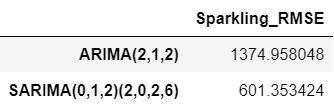 Sparkling_RMSE
ARIMA(2,1,2) 1374.958048
SARIMA(0,1,2)(2,0,2,6) 601.353424